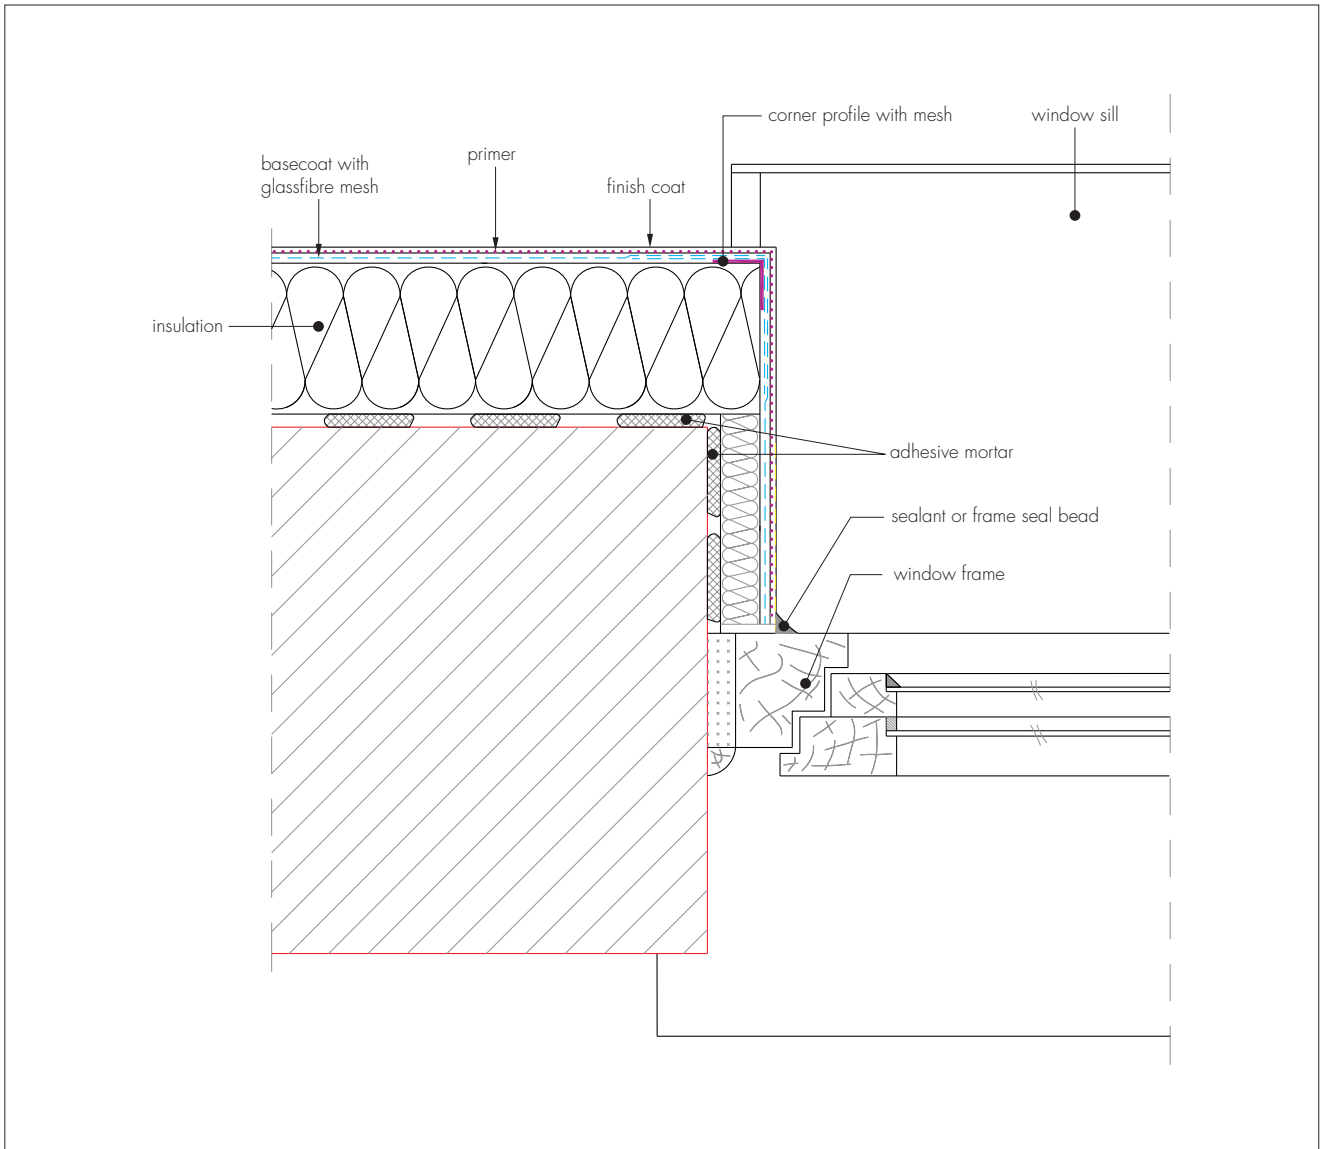 corner profile with mesh
window sill
primer
basecoat with
glassfibre mesh
finish coat
insulation
adhesive mortar
sealant or frame seal bead
window frame